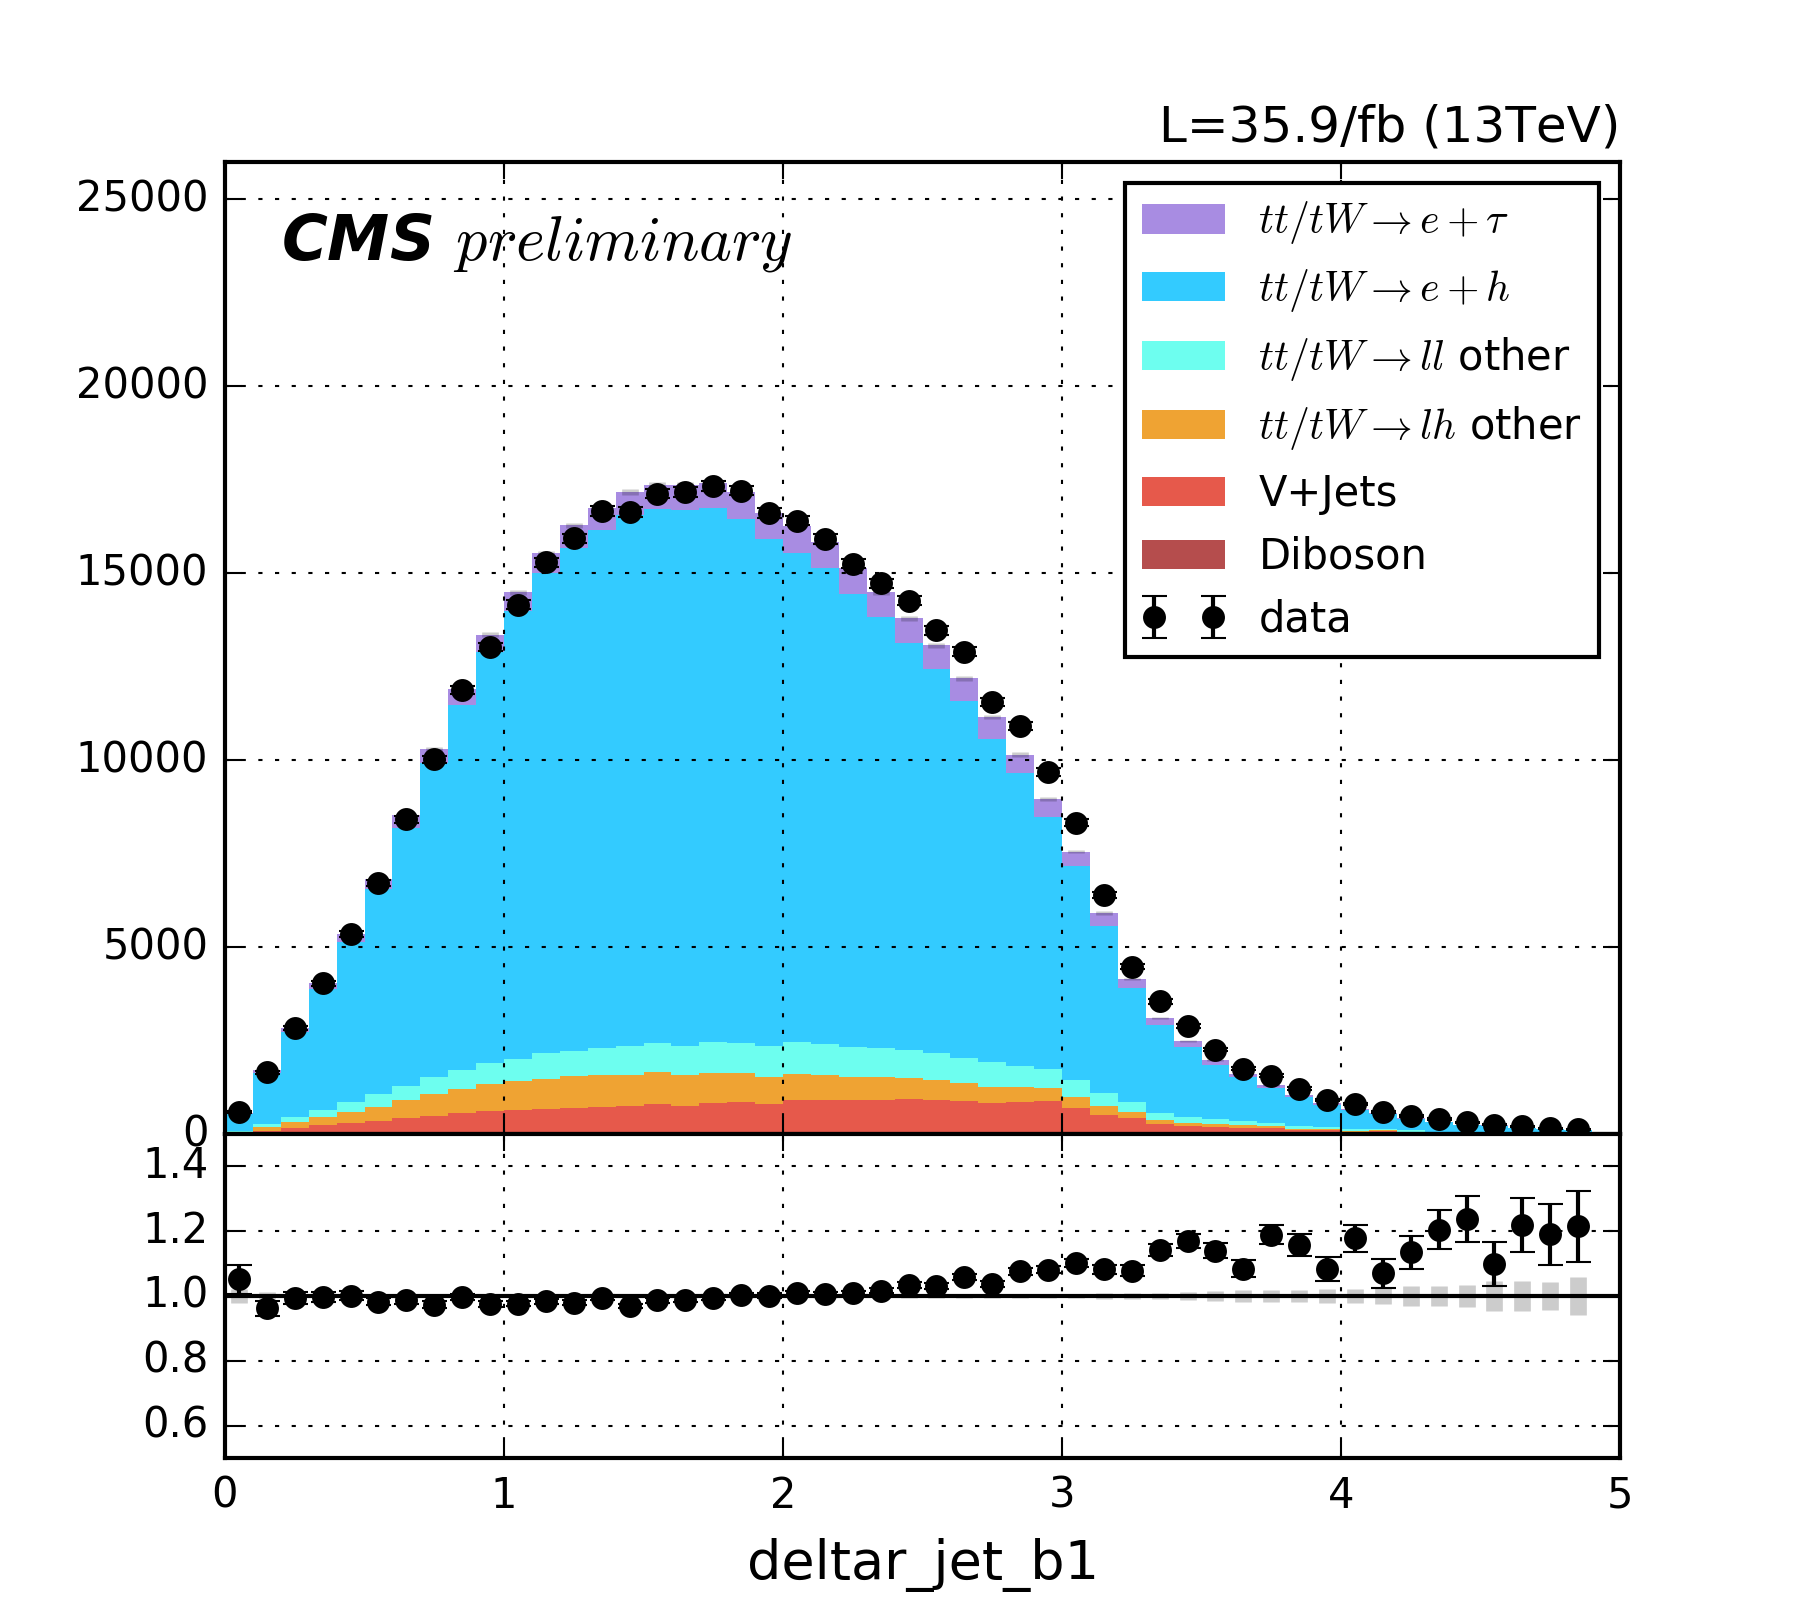 L=35.9/fb (13TeV)
CMS preliminary
25000
20000
15000
10000
5000
0
tt/tW→e+τ
tt/tW→e+h
tt/tW→ll other
tt/tW→lh other
V+Jets
Diboson
data
1.4
1.2
1.0
0.8
0.6
0 1 2 3 4 5
deltar_jet_b1